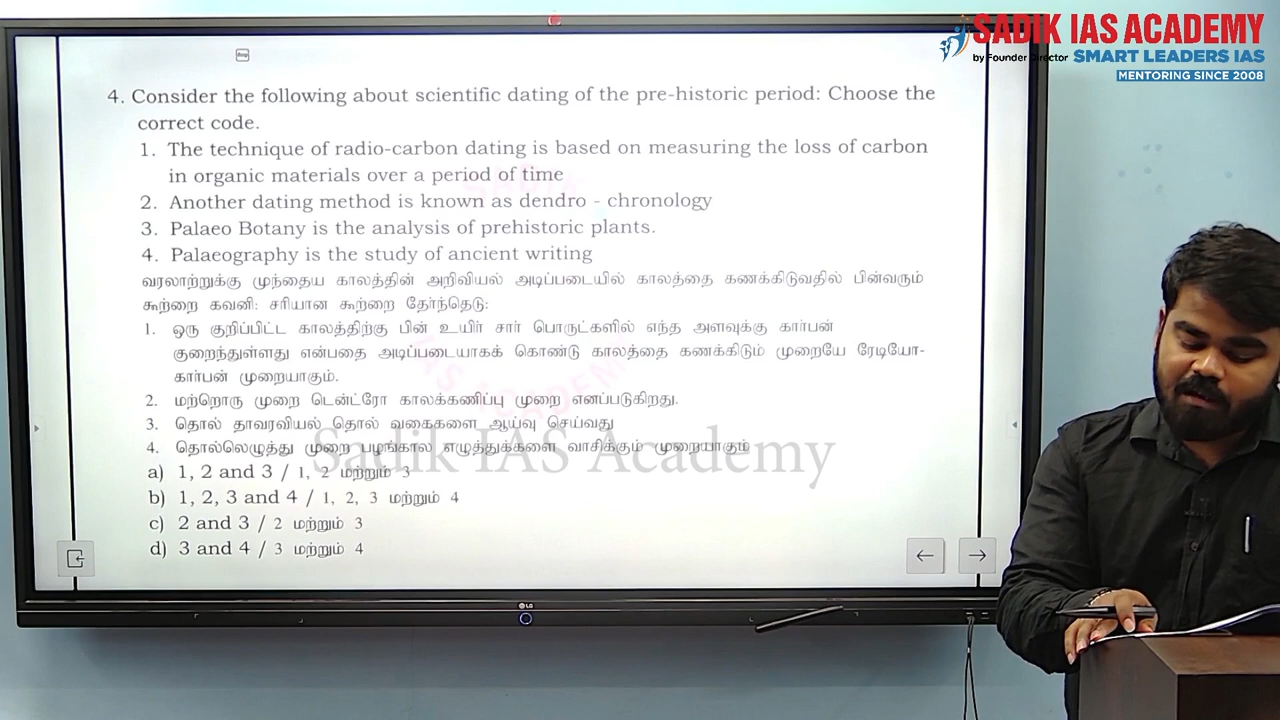 SADIK IAS ACADEMY
by Founder Director SMART LEADERS IAS
MENTORING SINCE 2008
4. Consider the following about scientific dating of the pre-historic period: Choose the
correct code.
1. The technique of radio-carbon dating is based on measuring the loss of carbon
in organic materials over a period of time
2. Another dating method is known as dendro - chronology
3. Palaeo Botany is the analysis of prehistoric plants.
4. Palaeography is the study of ancient writing
வரலாற்றுக்கு முந்தைய காலத்தின் அறிவியல் அடிப்படையில் காலத்தை கணக்கிடுவதில் பின்வரும்
கூற்றை கவனி: சரியான கூற்றை தேர்ந்தெடு:
1. ஒரு குறிப்பிட்ட காலத்திற்கு பின் உயிர் சார் பொருட்களில் எந்த அளவுக்கு கார்பன்
குறைந்துள்ளது என்பதை அடிப்படையாகக் கொண்டு காலத்தை கணக்கிடும் முறையே ரேடியோ-
கார்பன் முறையாகும்.
2. மற்றொரு முறை டென்ட்ரோ காலக்கணிப்பு முறை எனப்படுகிறது.
3. தொல் தாவரவியல் தொல் வகைகளை ஆய்வு செய்வது
4. தொல்லெழுத்து முறை பழங்கால எழுத்துக்களை வாசிக்கும் முறையாகும்
Sadik IAS Academy
a) 1, 2 and 3 / 1, 2 மற்றும் 3
b) 1, 2, 3 and 4 / 1, 2, 3 மற்றும் 4
c) 2 and 3 / 2 மற்றும் 3
d) 3 and 4 / 3 மற்றும் 4
LG